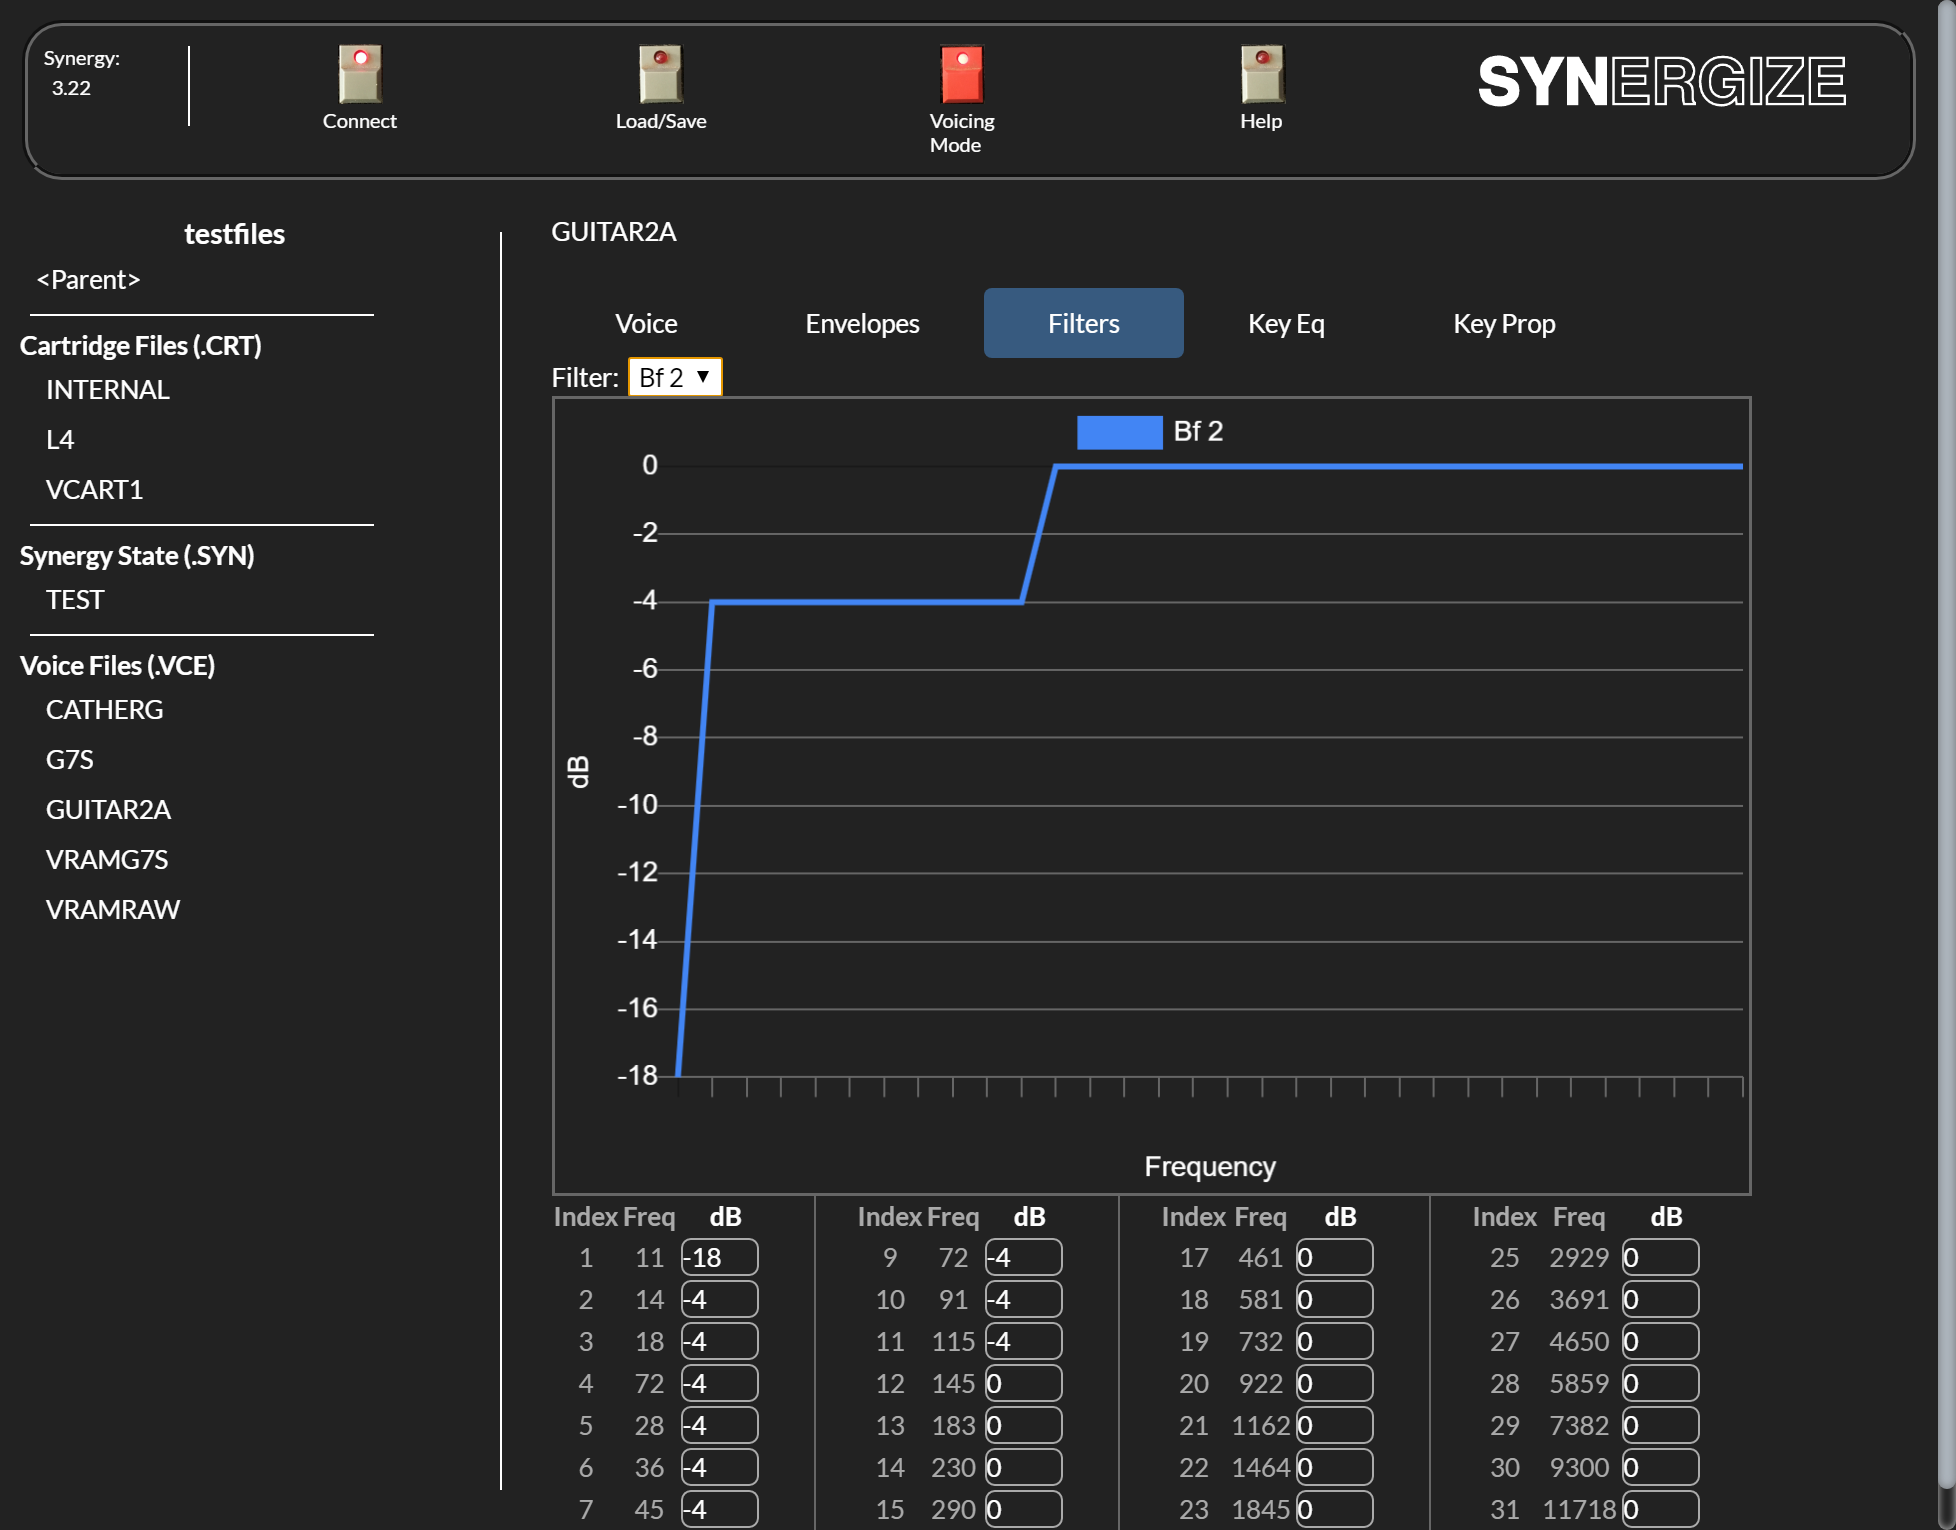 Synergy:
3.22
Connect
Load/Save
Voicing
Mode
Help
SYNERGIZE
testfiles
<Parent>
Cartridge Files (.CRT)
INTERNAL
L4
VCART1
Synergy State (.SYN)
TEST
Voice Files (.VCE)
CATHERG
G7S
GUITAR2A
VRAMG7S
VRAMRAW
GUITAR2A
Voice Envelopes Filters Key Eq Key Prop
Filter: Bf 2 ▼
Bf 2
0
-2
-4
-6
-8
-10
-12
-14
-16
-18
dB
Frequency
Index Freq dB Index Freq dB Index Freq dB Index Freq dB
1 11 -18 9 72 -4 17 461 0 25 2929 0
2 14 -4 10 91 -4 18 581 0 26 3691 0
3 18 -4 11 115 -4 19 732 0 27 4650 0
4 72 -4 12 145 0 20 922 0 28 5859 0
5 28 -4 13 183 0 21 1162 0 29 7382 0
6 36 -4 14 230 0 22 1464 0 30 9300 0
7 45 -4 15 290 0 23 1845 0 31 11718 0